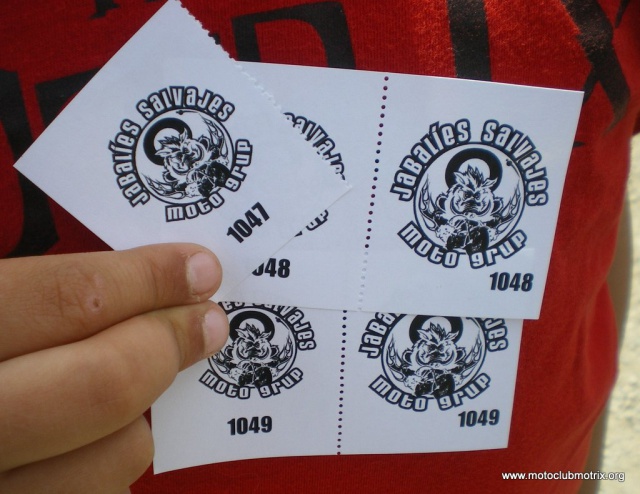 JABALÍES SALVAJES
MOTO GRUP
1047
SALVAJES
048
JABALÍES SALVAJES
MOTO GRUP
1048
MOTO GRUP
1049
MOTO GRUP
1049
www.motoclubmotrix.org